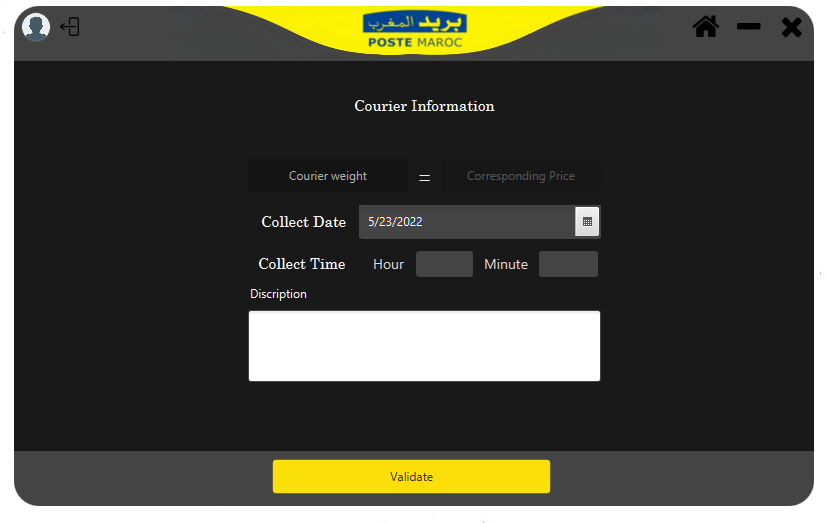 بريد المغرب
POSTE MAROC
Courier Information
Courier weight = Corresponding Price
Collect Date 5/23/2022
Collect Time Hour Minute
Discription
Validate